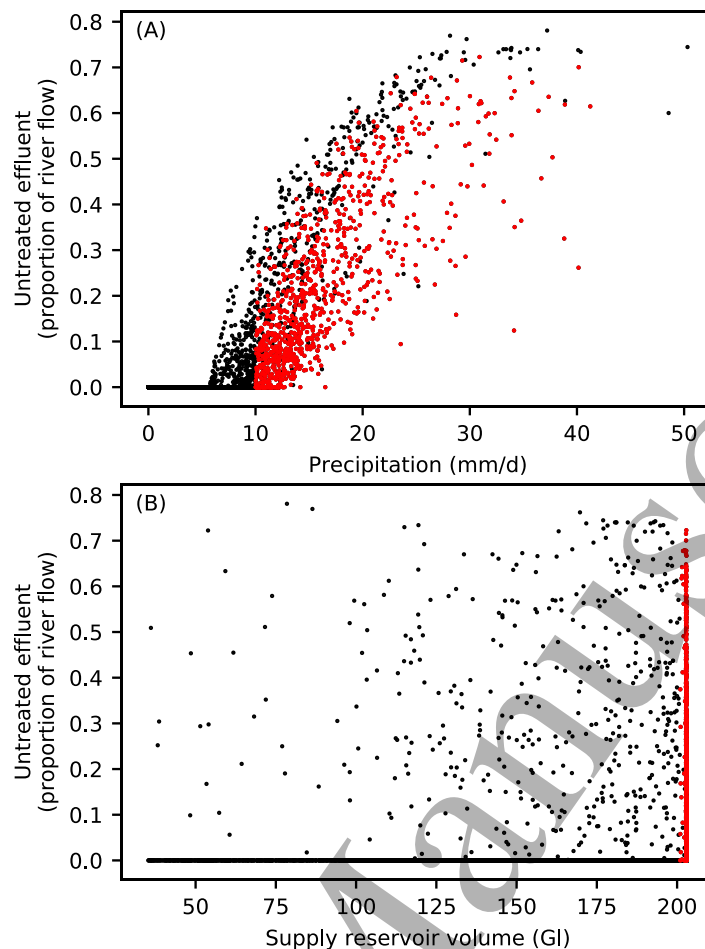 (A)
Untreated effluent
(proportion of river flow)
0.8
0.7
0.6
0.5
0.4
0.3
0.2
0.1
0.0
0 10 20 30 40 50
Precipitation (mm/d)
(B)
Untreated effluent
(proportion of river flow)
0.8
0.7
0.6
0.5
0.4
0.3
0.2
0.1
0.0
50 75 100 125 150 175 200
Supply reservoir volume (Gl)